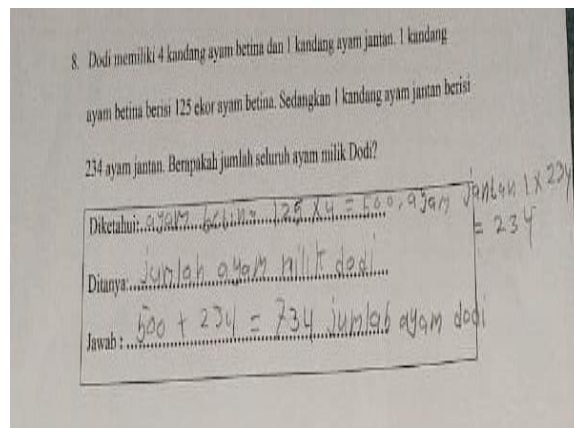 8. Dodi memiliki 4 kandang ayam betina dan 1 kandang ayam jantan. 1 kandang
ayam betina berisi 125 ekor ayam betina. Sedangkan 1 kandang ayam jantan berisi
234 ayam jantan. Berapakah jumlah seluruh ayam milik Dodi?
Diketahui: ayam betina 125 x 4 = 500, ayam jantan 1 x 234
= 234
Ditanya: jumlah ayam milik dodi
Jawab : 500 + 234 = 734 jumlah ayam dodi